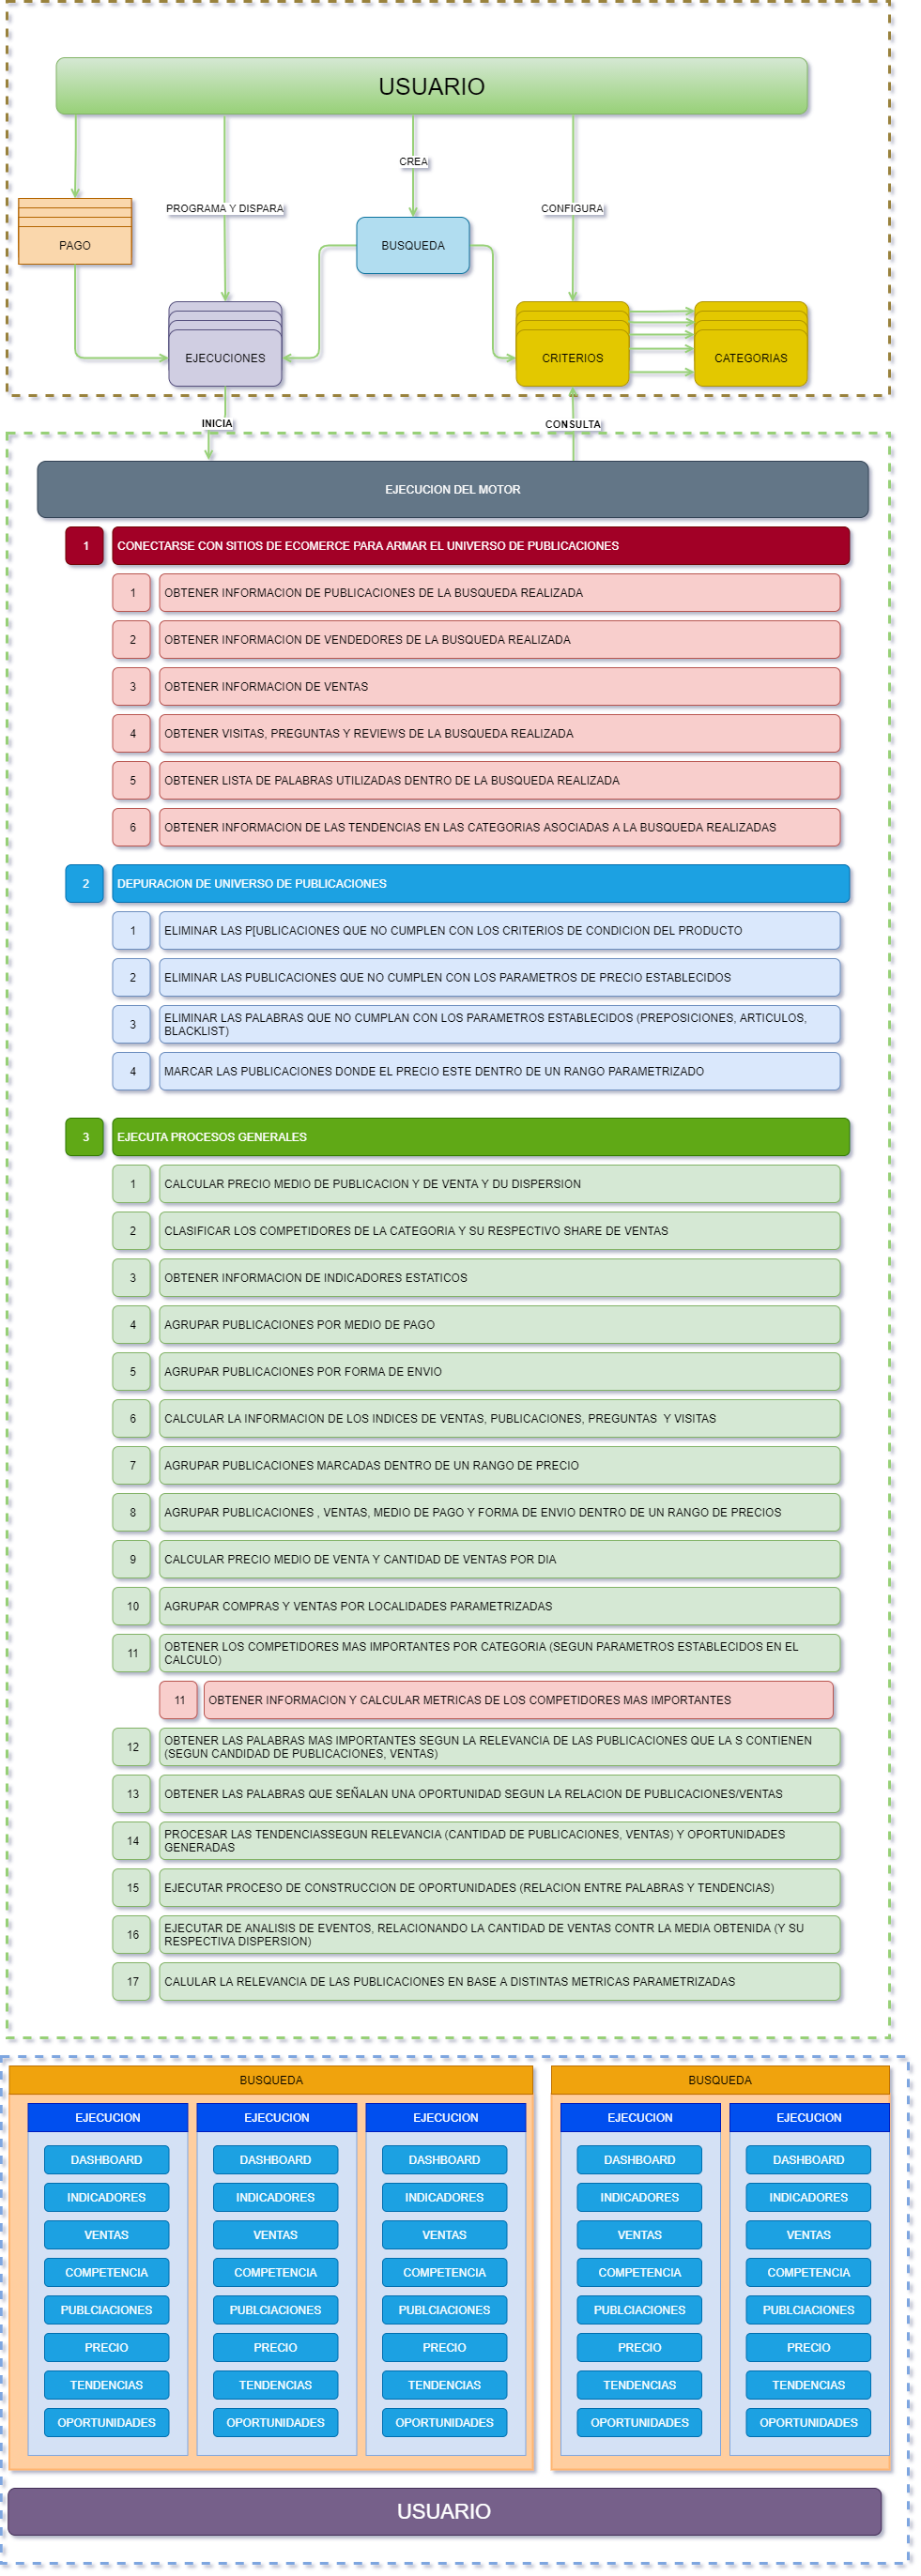 USUARIO
CREA
PROGRAMA Y DISPARA
CONFIGURA
PAGO
BUSQUEDA
EJECUCIONES
CRITERIOS
CATEGORIAS
INICIA
CONSULTA
EJECUCION DEL MOTOR
1 CONECTARSE CON SITIOS DE ECOMERCE PARA ARMAR EL UNIVERSO DE PUBLICACIONES
1 OBTENER INFORMACION DE PUBLICACIONES DE LA BUSQUEDA REALIZADA
2 OBTENER INFORMACION DE VENDEDORES DE LA BUSQUEDA REALIZADA
3 OBTENER INFORMACION DE VENTAS
4 OBTENER VISITAS, PREGUNTAS Y REVIEWS DE LA BUSQUEDA REALIZADA
5 OBTENER LISTA DE PALABRAS UTILIZADAS DENTRO DE LA BUSQUEDA REALIZADA
6 OBTENER INFORMACION DE LAS TENDENCIAS EN LAS CATEGORIAS ASOCIADAS A LA BUSQUEDA REALIZADAS
2 DEPURACION DE UNIVERSO DE PUBLICACIONES
1 ELIMINAR LAS P[UBLICACIONES QUE NO CUMPLEN CON LOS CRITERIOS DE CONDICION DEL PRODUCTO
2 ELIMINAR LAS PUBLICACIONES QUE NO CUMPLEN CON LOS PARAMETROS DE PRECIO ESTABLECIDOS
3 ELIMINAR LAS PALABRAS QUE NO CUMPLAN CON LOS PARAMETROS ESTABLECIDOS (PREPOSICIONES, ARTICULOS,
BLACKLIST)
4 MARCAR LAS PUBLICACIONES DONDE EL PRECIO ESTE DENTRO DE UN RANGO PARAMETRIZADO
3 EJECUTA PROCESOS GENERALES
1 CALCULAR PRECIO MEDIO DE PUBLICACION Y DE VENTA Y DU DISPERSION
2 CLASIFICAR LOS COMPETIDORES DE LA CATEGORIA Y SU RESPECTIVO SHARE DE VENTAS
3 OBTENER INFORMACION DE INDICADORES ESTATICOS
4 AGRUPAR PUBLICACIONES POR MEDIO DE PAGO
5 AGRUPAR PUBLICACIONES POR FORMA DE ENVIO
6 CALCULAR LA INFORMACION DE LOS INDICES DE VENTAS, PUBLICACIONES, PREGUNTAS Y VISITAS
7 AGRUPAR PUBLICACIONES MARCADAS DENTRO DE UN RANGO DE PRECIO
8 AGRUPAR PUBLICACIONES , VENTAS, MEDIO DE PAGO Y FORMA DE ENVIO DENTRO DE UN RANGO DE PRECIOS
9 CALCULAR PRECIO MEDIO DE VENTA Y CANTIDAD DE VENTAS POR DIA
10 AGRUPAR COMPRAS Y VENTAS POR LOCALIDADES PARAMETRIZADAS
11 OBTENER LOS COMPETIDORES MAS IMPORTANTES POR CATEGORIA (SEGUN PARAMETROS ESTABLECIDOS EN EL
CALCULO)
11 OBTENER INFORMACION Y CALCULAR METRICAS DE LOS COMPETIDORES MAS IMPORTANTES
12 OBTENER LAS PALABRAS MAS IMPORTANTES SEGUN LA RELEVANCIA DE LAS PUBLICACIONES QUE LA S CONTIENEN
(SEGUN CANDIDAD DE PUBLICACIONES, VENTAS)
13 OBTENER LAS PALABRAS QUE SEÑALAN UNA OPORTUNIDAD SEGUN LA RELACION DE PUBLICACIONES/VENTAS
14 PROCESAR LAS TENDENCIASSEGUN RELEVANCIA (CANTIDAD DE PUBLICACIONES, VENTAS) Y OPORTUNIDADES
GENERADAS
15 EJECUTAR PROCESO DE CONSTRUCCION DE OPORTUNIDADES (RELACION ENTRE PALABRAS Y TENDENCIAS)
16 EJECUTAR DE ANALISIS DE EVENTOS, RELACIONANDO LA CANTIDAD DE VENTAS CONTR LA MEDIA OBTENIDA (Y SU
RESPECTIVA DISPERSION)
17 CALULAR LA RELEVANCIA DE LAS PUBLICACIONES EN BASE A DISTINTAS METRICAS PARAMETRIZADAS
BUSQUEDA BUSQUEDA
EJECUCION EJECUCION EJECUCION EJECUCION EJECUCION
DASHBOARD DASHBOARD DASHBOARD DASHBOARD DASHBOARD
INDICADORES INDICADORES INDICADORES INDICADORES INDICADORES
VENTAS VENTAS VENTAS VENTAS VENTAS
COMPETENCIA COMPETENCIA COMPETENCIA COMPETENCIA COMPETENCIA
PUBLCIACIONES PUBLCIACIONES PUBLCIACIONES PUBLCIACIONES PUBLCIACIONES
PRECIO PRECIO PRECIO PRECIO PRECIO
TENDENCIAS TENDENCIAS TENDENCIAS TENDENCIAS TENDENCIAS
OPORTUNIDADES OPORTUNIDADES OPORTUNIDADES OPORTUNIDADES OPORTUNIDADES
USUARIO